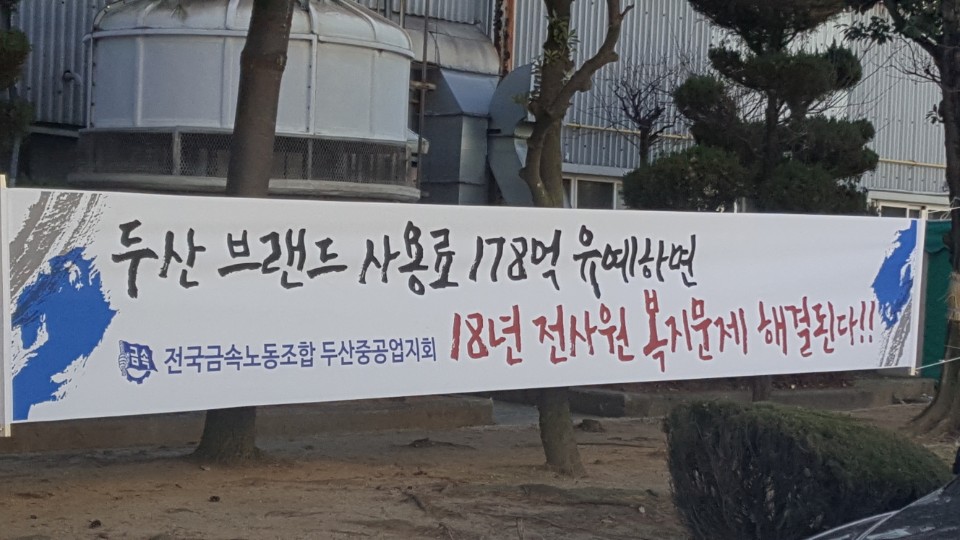 두산 브랜드 사용료 178억 유예하면
18년 전사원 복지문제 해결된다!!
금속 전국금속노동조합 두산중공업지회